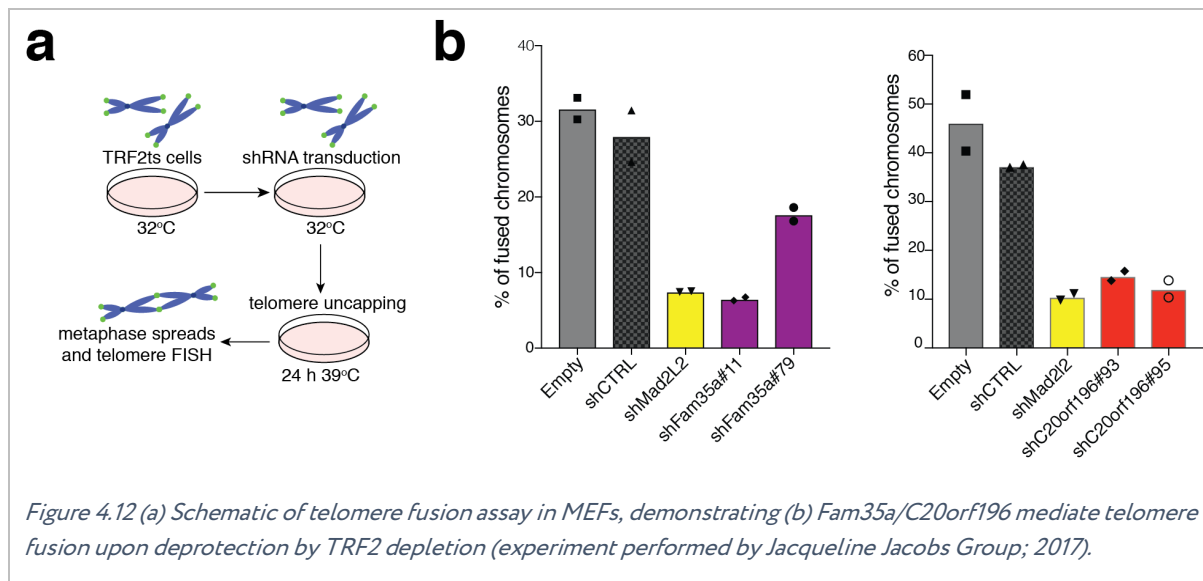 a
TRF2ts cells
32°C
shRNA transduction
32°C
telomere uncapping
24 h 39°C
metaphase spreads
and telomere FISH
b
% of fused chromosomes
40
30
20
10
0
Empty
shCTRL
shMad2L2
shFam35a#11
shFam35a#79
% of fused chromosomes
60
50
40
30
20
10
0
Empty
shCTRL
shMad2l2
shC20orf196#93
shC20orf196#95
Figure 4.12 (a) Schematic of telomere fusion assay in MEFs, demonstrating (b) Fam35a/C20orf196 mediate telomere
fusion upon deprotection by TRF2 depletion (experiment performed by Jacqueline Jacobs Group; 2017).